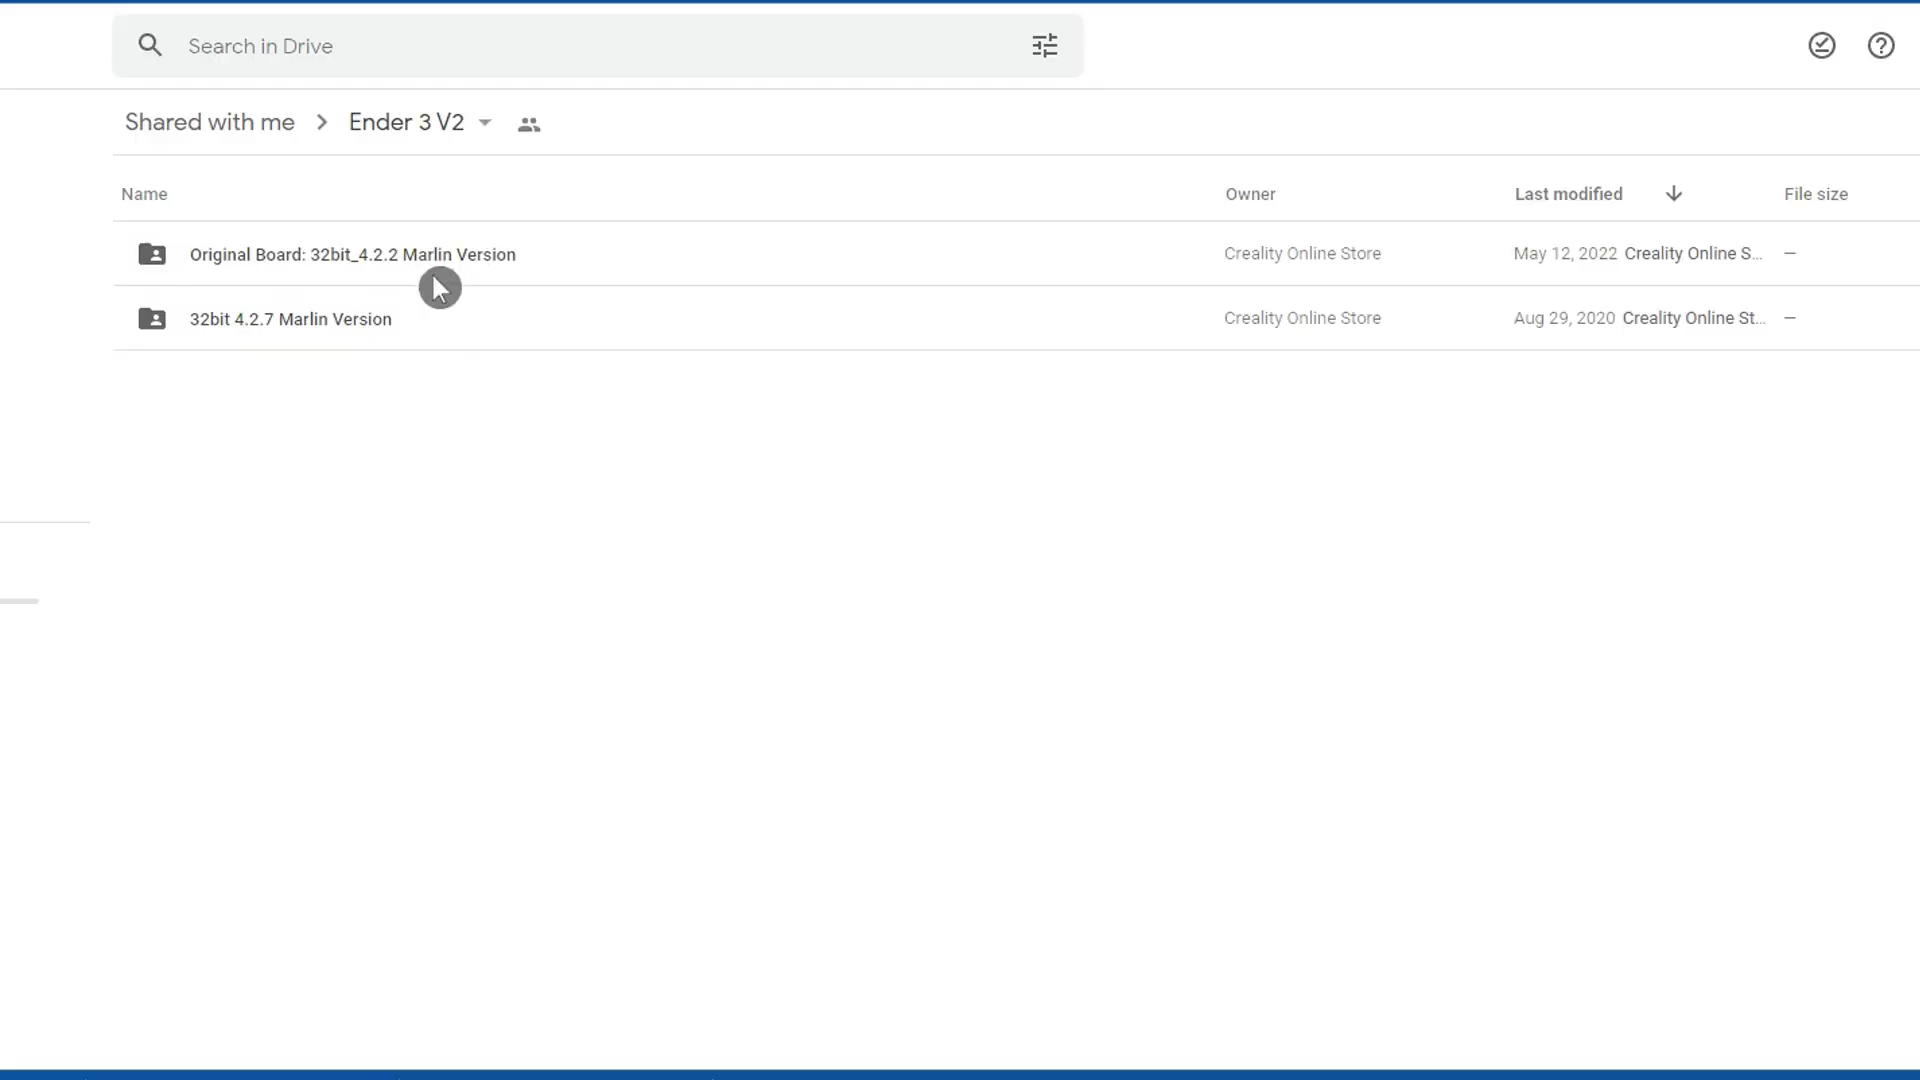 Search in Drive
Shared with me > Ender 3 V2
Name Owner Last modified File size
Original Board: 32bit_4.2.2 Marlin Version Creality Online Store May 12, 2022 Creality Online S... –
32bit 4.2.7 Marlin Version Creality Online Store Aug 29, 2020 Creality Online St... –